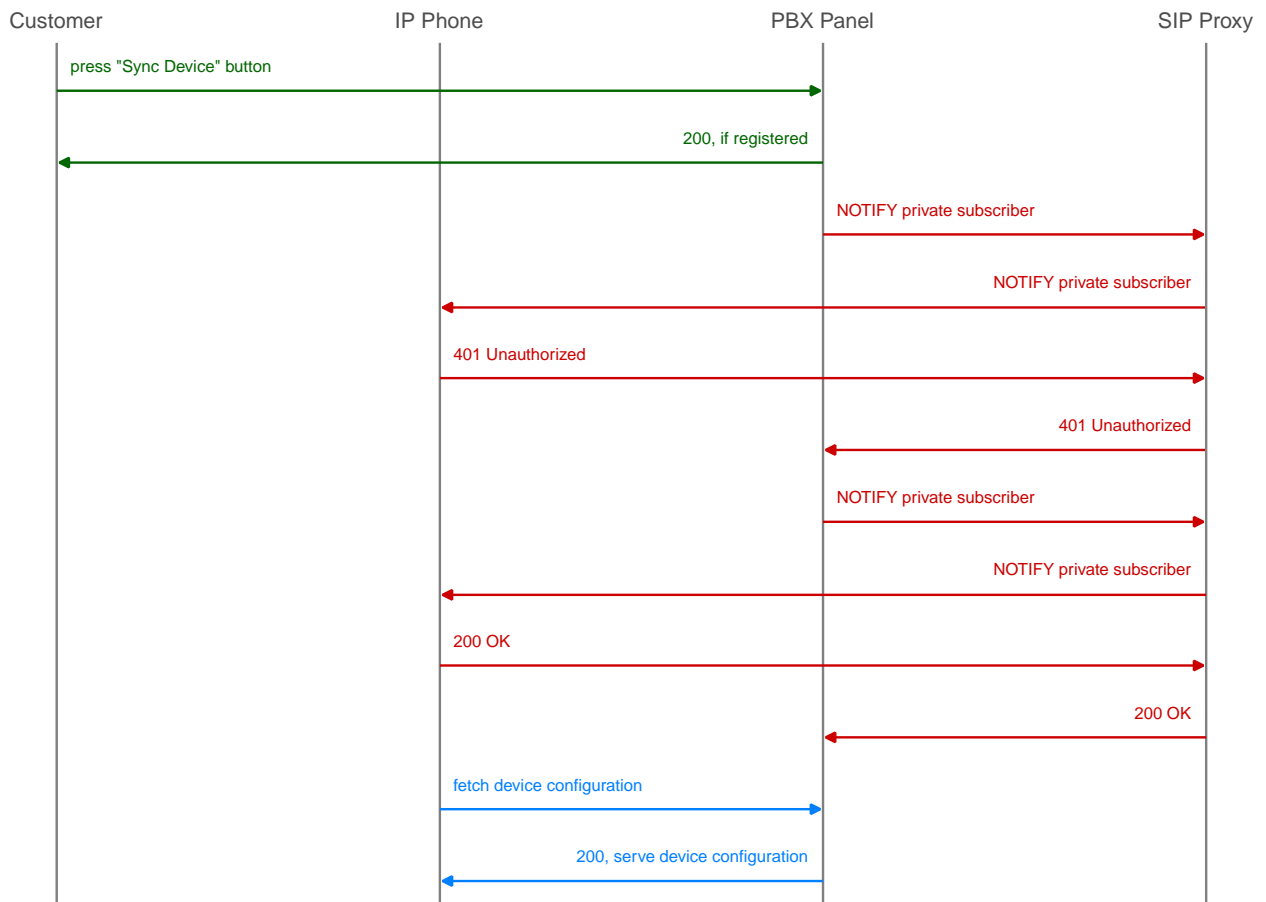 Customer
IP Phone
PBX Panel
SIP Proxy
press "Sync Device" button
200, if registered
NOTIFY private subscriber
NOTIFY private subscriber
401 Unauthorized
401 Unauthorized
NOTIFY private subscriber
NOTIFY private subscriber
200 OK
200 OK
fetch device configuration
200, serve device configuration